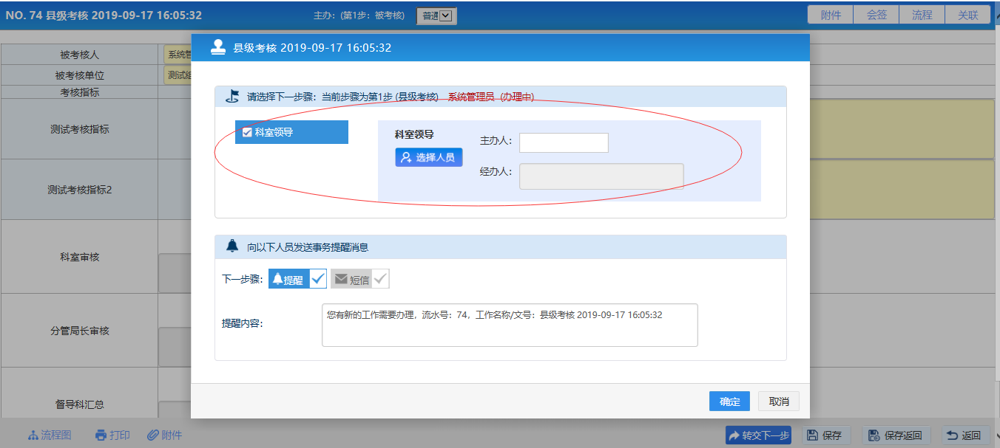 NO. 74 县级考核 2019-09-17 16:05:32
主办：(第1步：被考核)
普通
附件 会签 流程 关联
县级考核 2019-09-17 16:05:32
被考核人
系统管
被考核单位
测试组
考核指标
测试考核指标
测试考核指标2
科室审核
分管局长审核
督导科汇总
请选择下一步骤：当前步骤为第1步 (县级考核) 系统管理员 (办理中)
科室领导
科室领导
选择人员
主办人：
经办人：
向以下人员发送事务提醒消息
下一步骤：
提醒
短信
提醒内容：
您有新的工作需要办理，流水号：74，工作名称/文号：县级考核 2019-09-17 16:05:32
确定 取消
流程图 打印 附件
转交下一步 保存 保存返回 返回